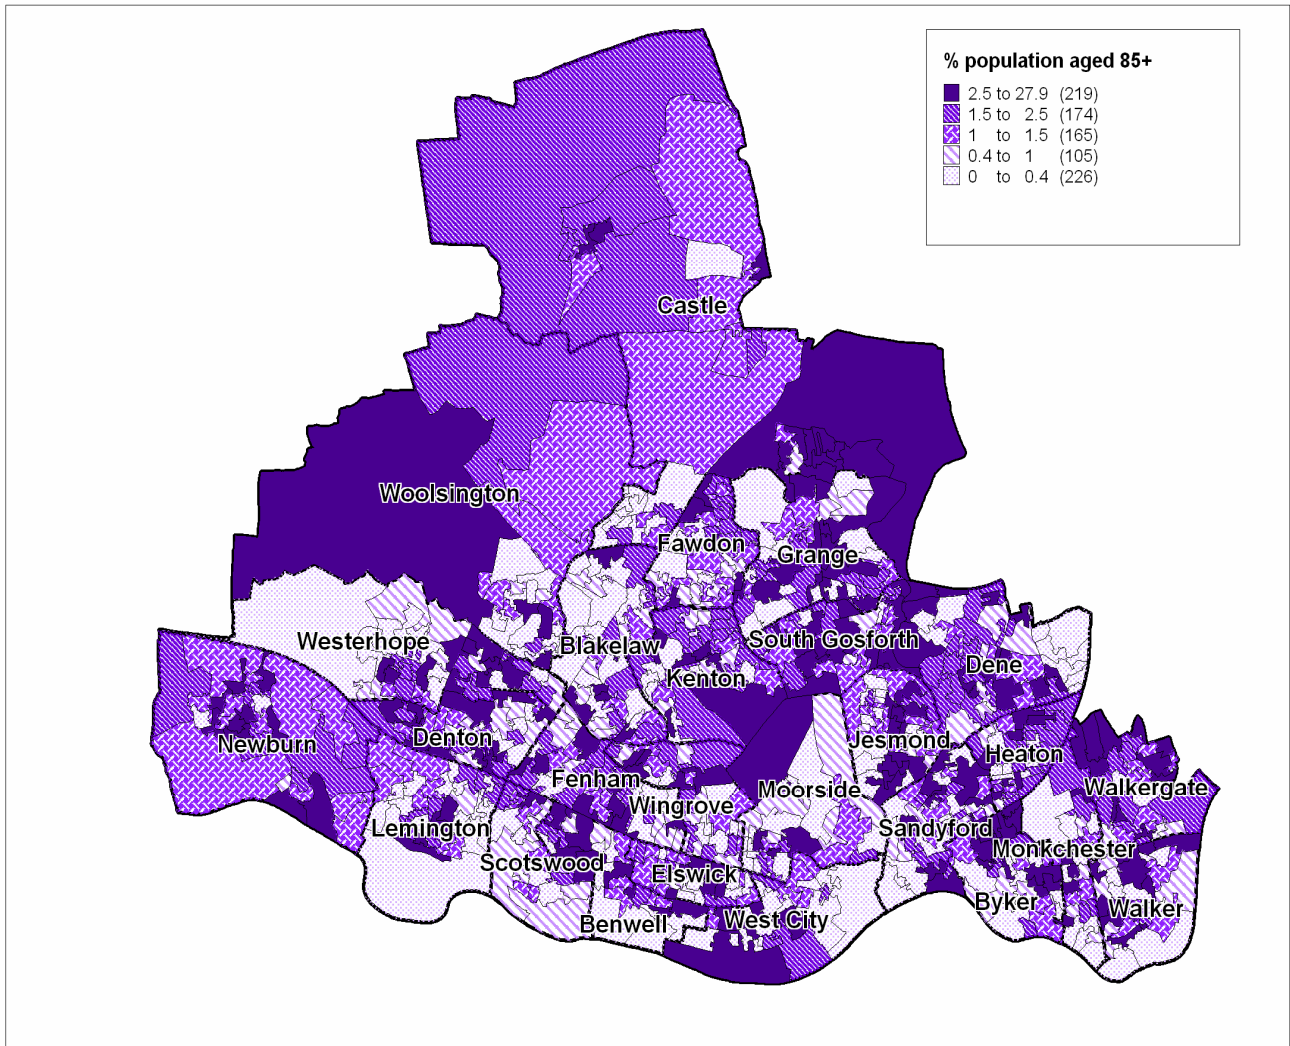 % population aged 85+
2.5 to 27.9 (219)
1.5 to 2.5 (174)
1 to 1.5 (165)
0.4 to 1 (105)
0 to 0.4 (226)
Castle
Woolsington
Fawdon
Grange
Westerhope
Blakelaw
South Gosforth
Dene
Kenton
Newburn
Denton
Jesmond
Heaton
Fenham
Moorside
Walkergate
Wingrove
Lemington
Sandyford
Monkchester
Scotswood
Elswick
Byker
Walker
Benwell
West City